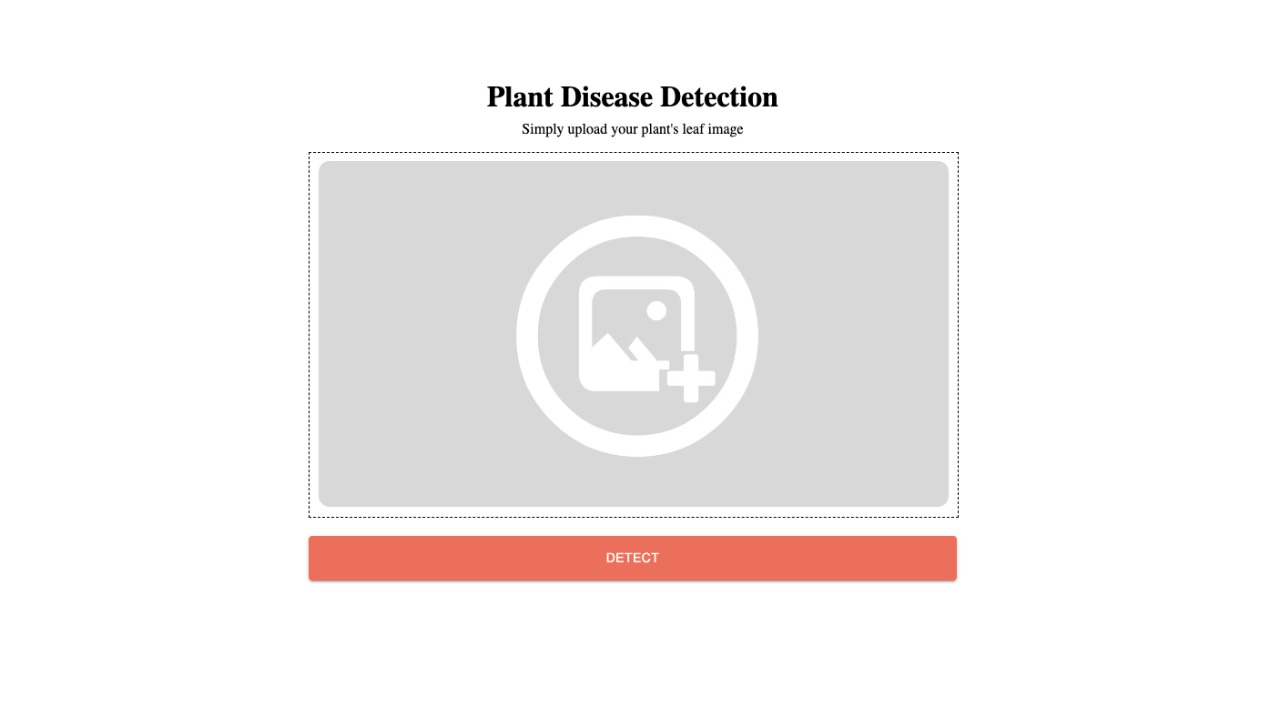 Plant Disease Detection
Simply upload your plant's leaf image
DETECT